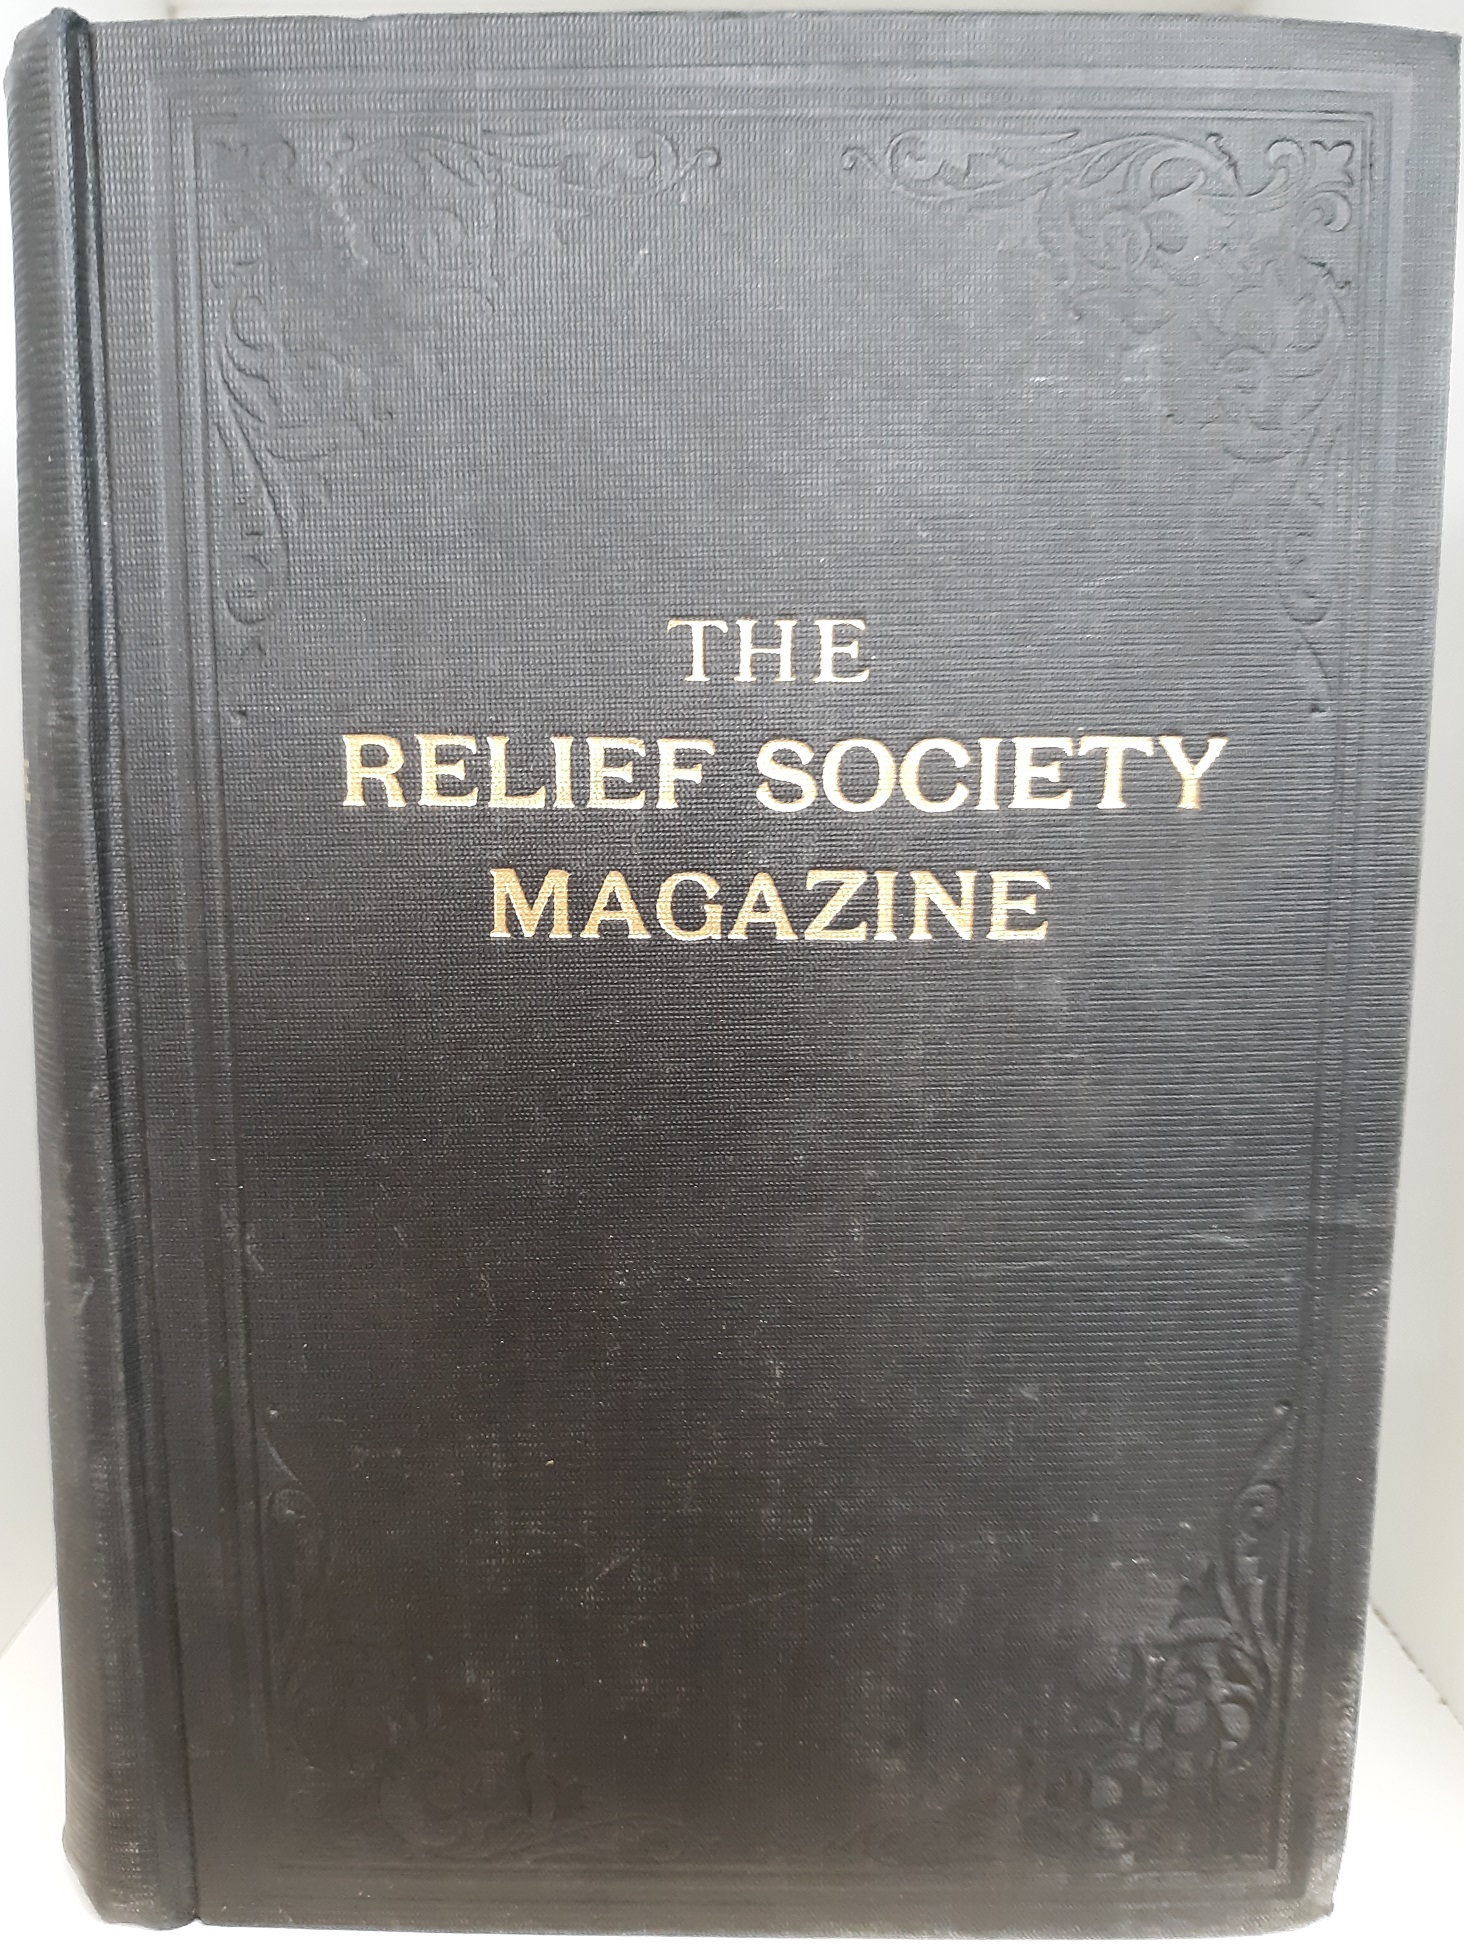 THE
RELIEF SOCIETY
MAGAZINE